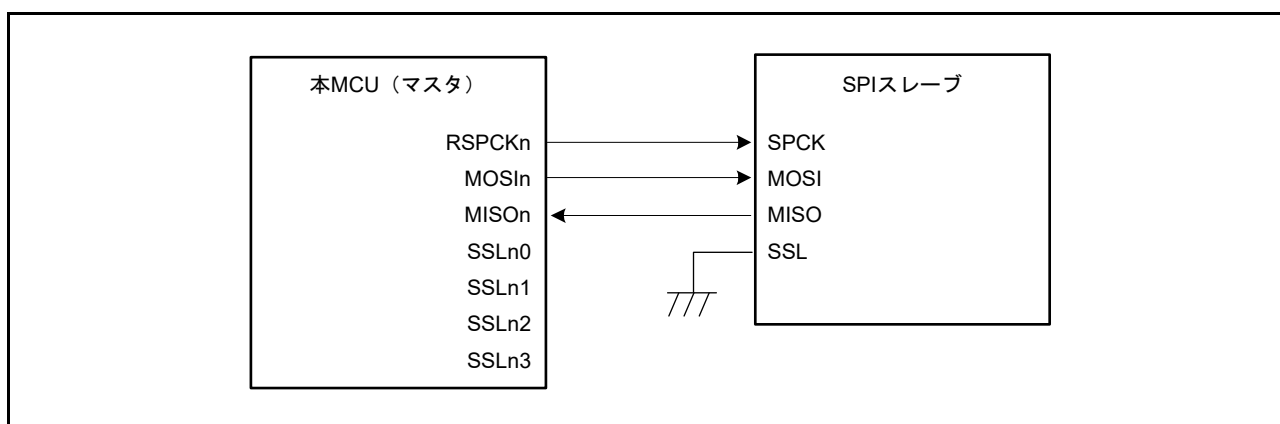 本MCU（マスタ）
RSPCKn
MOSIn
MISOn
SSLn0
SSLn1
SSLn2
SSLn3
SPIスレーブ
SPCK
MOSI
MISO
SSL